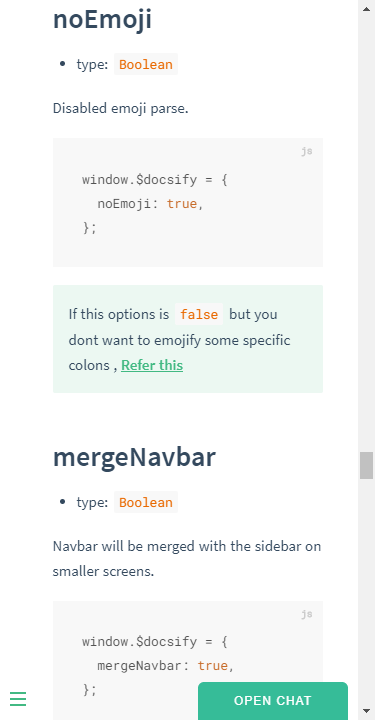 noEmoji
type: Boolean
Disabled emoji parse.
js
window.$docsify = {
  noEmoji: true,
};
If this options is false but you
dont want to emojify some specific
colons , Refer this
mergeNavbar
type: Boolean
Navbar will be merged with the sidebar on
smaller screens.
js
window.$docsify = {
  mergeNavbar: true,
};
OPEN CHAT